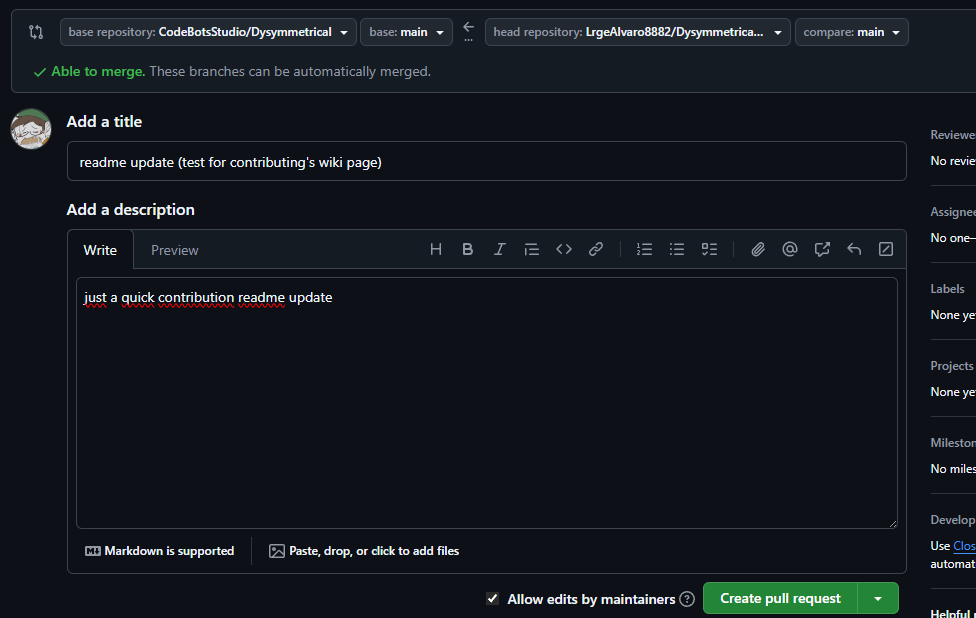 base repository: CodeBotsStudio/Dysymmetrical base: main head repository: LrgeAlvaro8882/Dysymmetrica... compare: main
Able to merge. These branches can be automatically merged.
Add a title
readme update (test for contributing's wiki page)
Add a description
Write Preview
just a quick contribution readme update
Markdown is supported Paste, drop, or click to add files
Allow edits by maintainers Create pull request
Reviewe
No revie
Assignee
No one—
Labels
None ye
Projects
None ye
Mileston
No miles
Develop
Use Clos
automat
Helpful